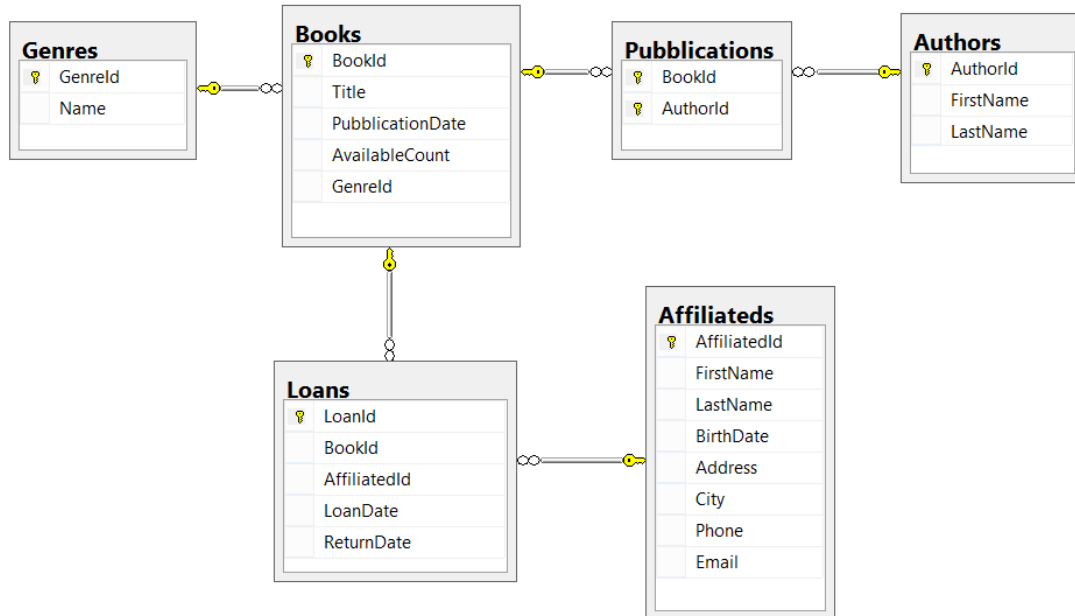 Genres
GenreId
Name
Books
BookId
Title
PubblicationDate
AvailableCount
GenreId
Pubblications
BookId
AuthorId
Authors
AuthorId
FirstName
LastName
Loans
LoanId
BookId
AffiliatedId
LoanDate
ReturnDate
Affiliateds
AffiliatedId
FirstName
LastName
BirthDate
Address
City
Phone
Email